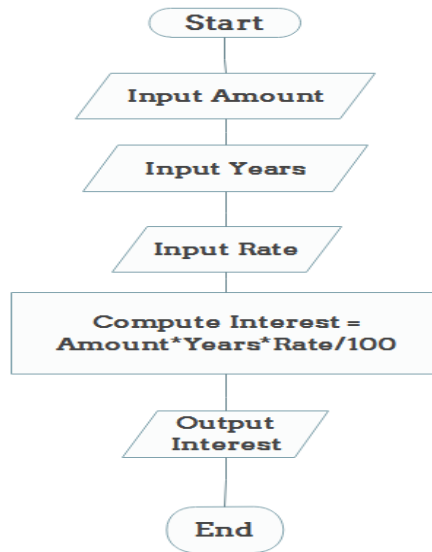 Start
Input Amount
Input Years
Input Rate
Compute Interest =
Amount*Years*Rate/100
Output
Interest
End